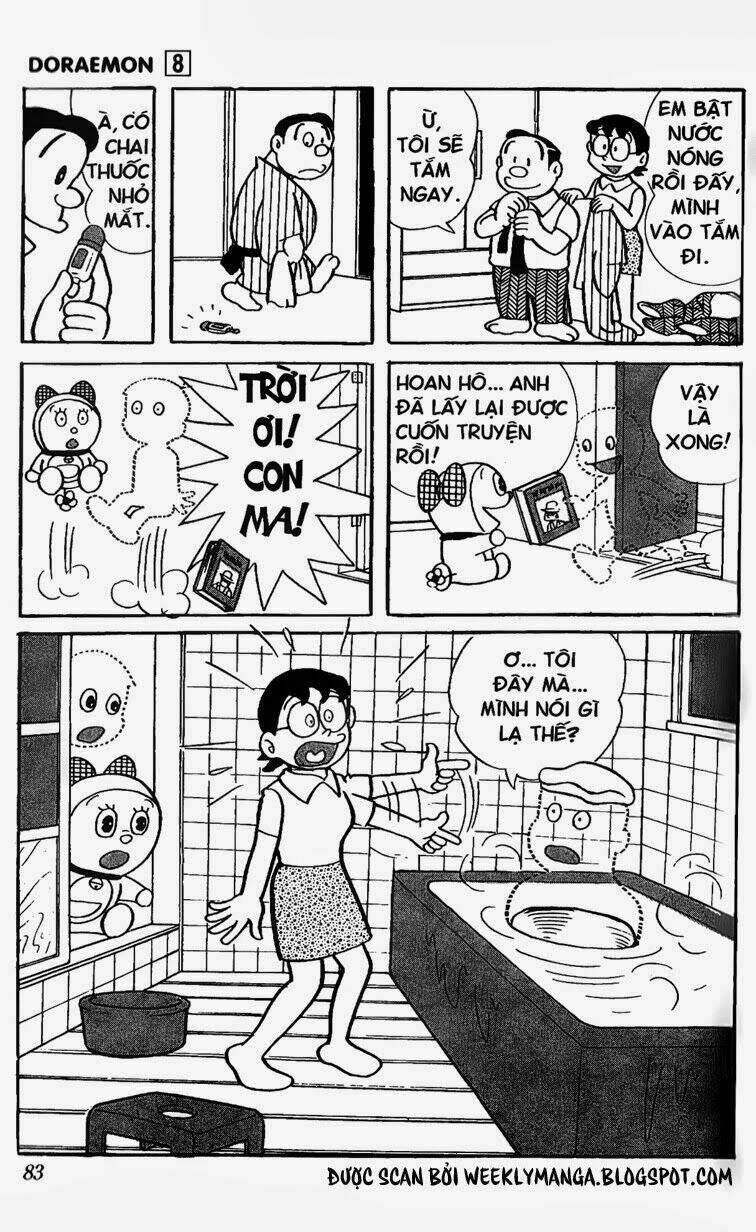 DORAEMON 8
EM BẬT
NƯỚC
NÓNG
RỒI ĐẤY,
MÌNH
VÀO TẮM
ĐI.
Ừ,
TÔI SẼ
TẮM
NGAY.
À, CÓ
CHAI
THUỐC
NHỎ
MẮT.
VẬY
LÀ
XONG!
HOAN HÔ... ANH
ĐÃ LẤY LẠI ĐƯỢC
CUỐN TRUYỆN
RỒI!
TRỜI
ƠI!
CON
MA!
Ơ... TÔI
ĐÂY MÀ...
MÌNH NÓI GÌ
LẠ THẾ?
83
ĐƯỢC SCAN BỞI WEEKLYMANGA.BLOGSPOT.COM